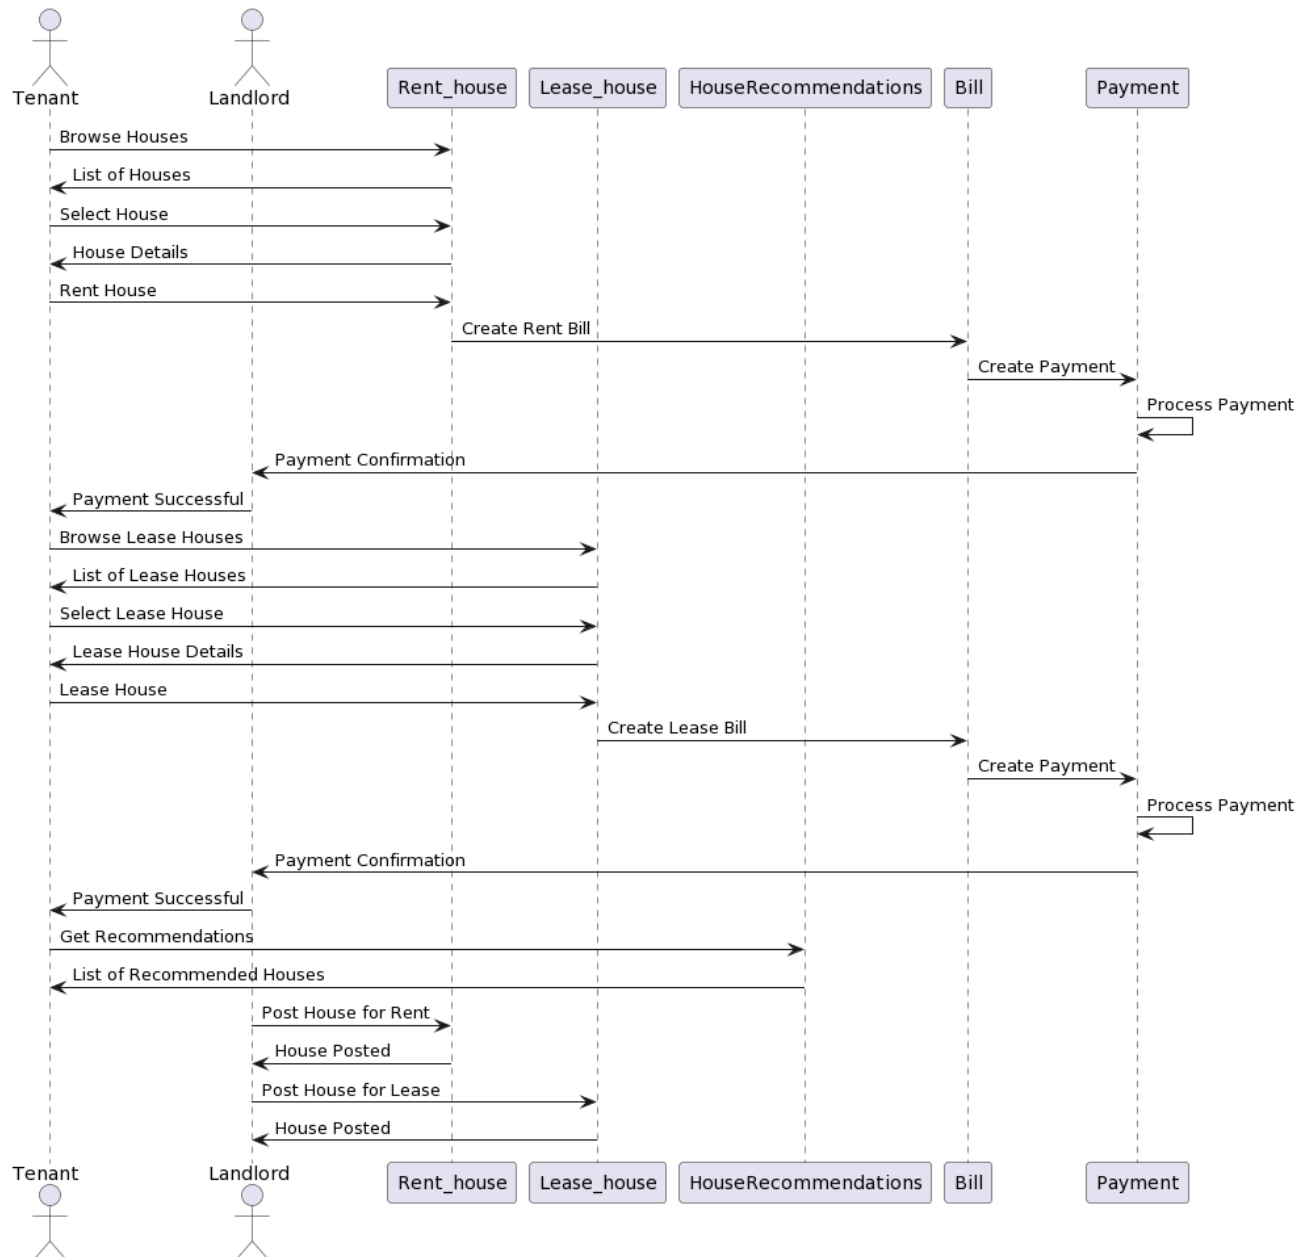 Tenant
Landlord
Rent_house
Lease_house
HouseRecommendations
Bill
Payment
Browse Houses
List of Houses
Select House
House Details
Rent House
Create Rent Bill
Create Payment
Process Payment
Payment Confirmation
Payment Successful
Browse Lease Houses
List of Lease Houses
Select Lease House
Lease House Details
Lease House
Create Lease Bill
Create Payment
Process Payment
Payment Confirmation
Payment Successful
Get Recommendations
List of Recommended Houses
Post House for Rent
House Posted
Post House for Lease
House Posted
Tenant
Landlord
Rent_house
Lease_house
HouseRecommendations
Bill
Payment